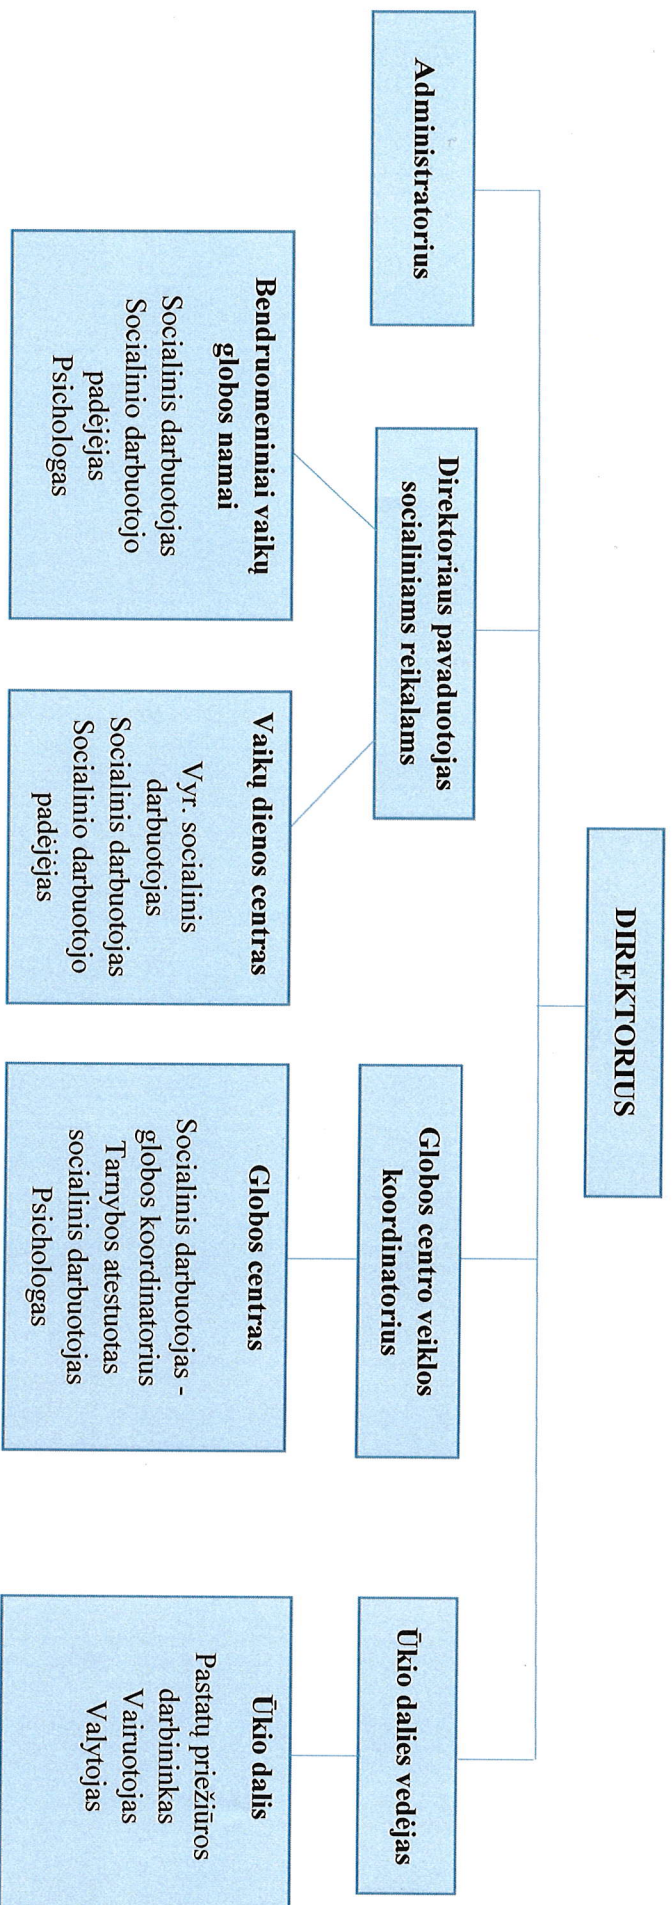 DIREKTORIUS
Administratorius
Direktoriaus pavaduotojas
socialiniams reikalams
Globos centro veiklos
koordinatorius
Ūkio dalies vedėjas
Bendruomeniniai vaikų
globos namai
Socialinis darbuotojas
Socialinio darbuotojo
padėjėjas
Psichologas
Vaikų dienos centras
Vyr. socialinis
darbuotojas
Socialinis darbuotojas
Socialinio darbuotojo
padėjėjas
Globos centras
Socialinis darbuotojas -
globos koordinatorius
Tarnybos atestuotas
socialinis darbuotojas
Psichologas
Ūkio dalis
Pastatų priežiūros
darbininkas
Vairuotojas
Valytojas